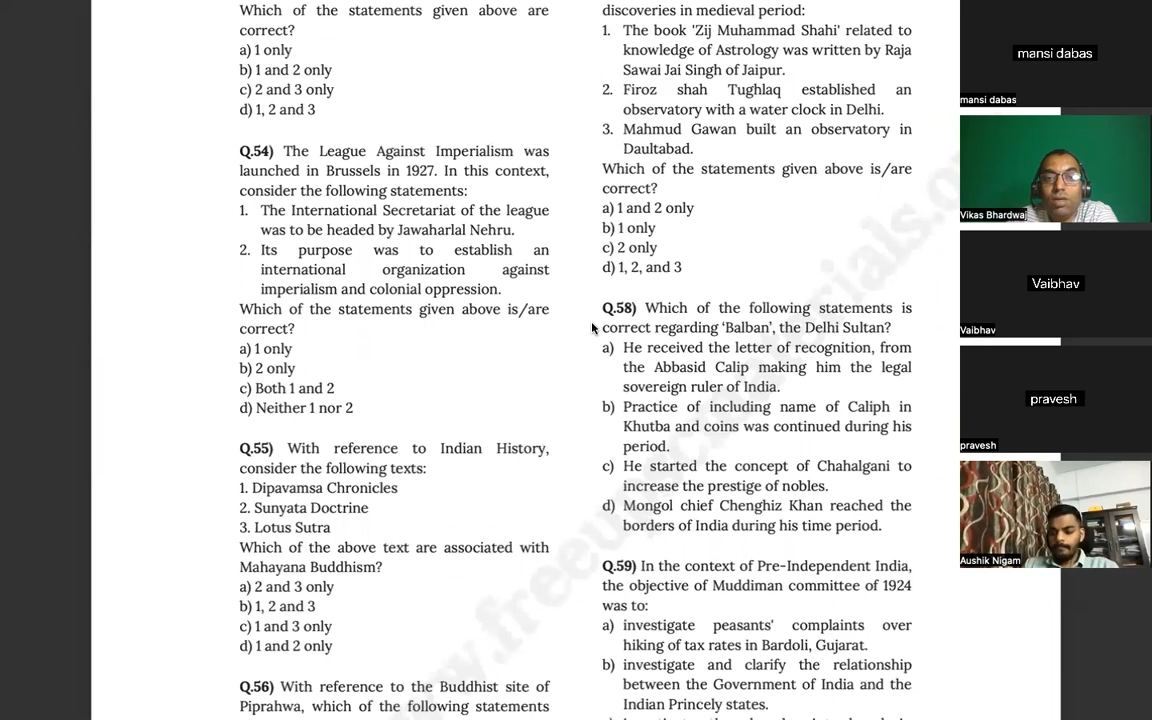 Which of the statements given above are
correct?
a) 1 only
b) 1 and 2 only
c) 2 and 3 only
d) 1, 2 and 3
Q.54) The League Against Imperialism was
launched in Brussels in 1927. In this context,
consider the following statements:
1. The International Secretariat of the league
was to be headed by Jawaharlal Nehru.
2. Its purpose was to establish an
international organization against
imperialism and colonial oppression.
Which of the statements given above is/are
correct?
a) 1 only
b) 2 only
c) Both 1 and 2
d) Neither 1 nor 2
Q.55) With reference to Indian History,
consider the following texts:
1. Dipavamsa Chronicles
2. Sunyata Doctrine
3. Lotus Sutra
Which of the above text are associated with
Mahayana Buddhism?
a) 2 and 3 only
b) 1, 2 and 3
c) 1 and 3 only
d) 1 and 2 only
Q.56) With reference to the Buddhist site of
Piprahwa, which of the following statements
discoveries in medieval period:
1. The book 'Zij Muhammad Shahi' related to
knowledge of Astrology was written by Raja
Sawai Jai Singh of Jaipur.
2. Firoz shah Tughlaq established an
observatory with a water clock in Delhi.
3. Mahmud Gawan built an observatory in
Daultabad.
Which of the statements given above is/are
correct?
a) 1 and 2 only
b) 1 only
c) 2 only
d) 1, 2, and 3
Q.58) Which of the following statements is
correct regarding ‘Balban’, the Delhi Sultan?
a) He received the letter of recognition, from
the Abbasid Calip making him the legal
sovereign ruler of India.
b) Practice of including name of Caliph in
Khutba and coins was continued during his
period.
c) He started the concept of Chahalgani to
increase the prestige of nobles.
d) Mongol chief Chenghiz Khan reached the
borders of India during his time period.
Q.59) In the context of Pre-Independent India,
the objective of Muddiman committee of 1924
was to:
a) investigate peasants' complaints over
hiking of tax rates in Bardoli, Gujarat.
b) investigate and clarify the relationship
between the Government of India and the
Indian Princely states.
mansi dabas
mansi dabas
Vikas Bhardwaj
Vaibhav
Vaibhav
pravesh
pravesh
Aushik Nigam